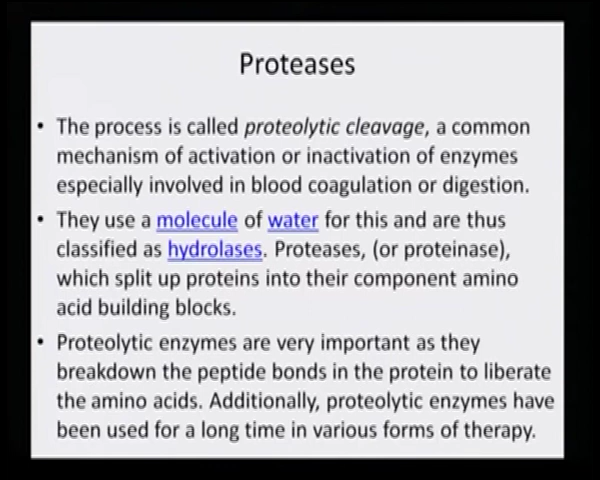 Proteases
• The process is called proteolytic cleavage, a common
mechanism of activation or inactivation of enzymes
especially involved in blood coagulation or digestion.
• They use a molecule of water for this and are thus
classified as hydrolases. Proteases, (or proteinase),
which split up proteins into their component amino
acid building blocks.
• Proteolytic enzymes are very important as they
breakdown the peptide bonds in the protein to liberate
the amino acids. Additionally, proteolytic enzymes have
been used for a long time in various forms of therapy.